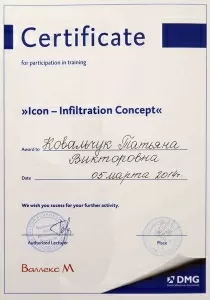 Certificate
for participation in training
»Icon – Infiltration Concept«
Award to Ковальчук Татьяна
Викторовна
Date 05 марта 2014г
We wish you sucess for your further activity.
Authorized Lecturer
Place
Валлекс М
DMG